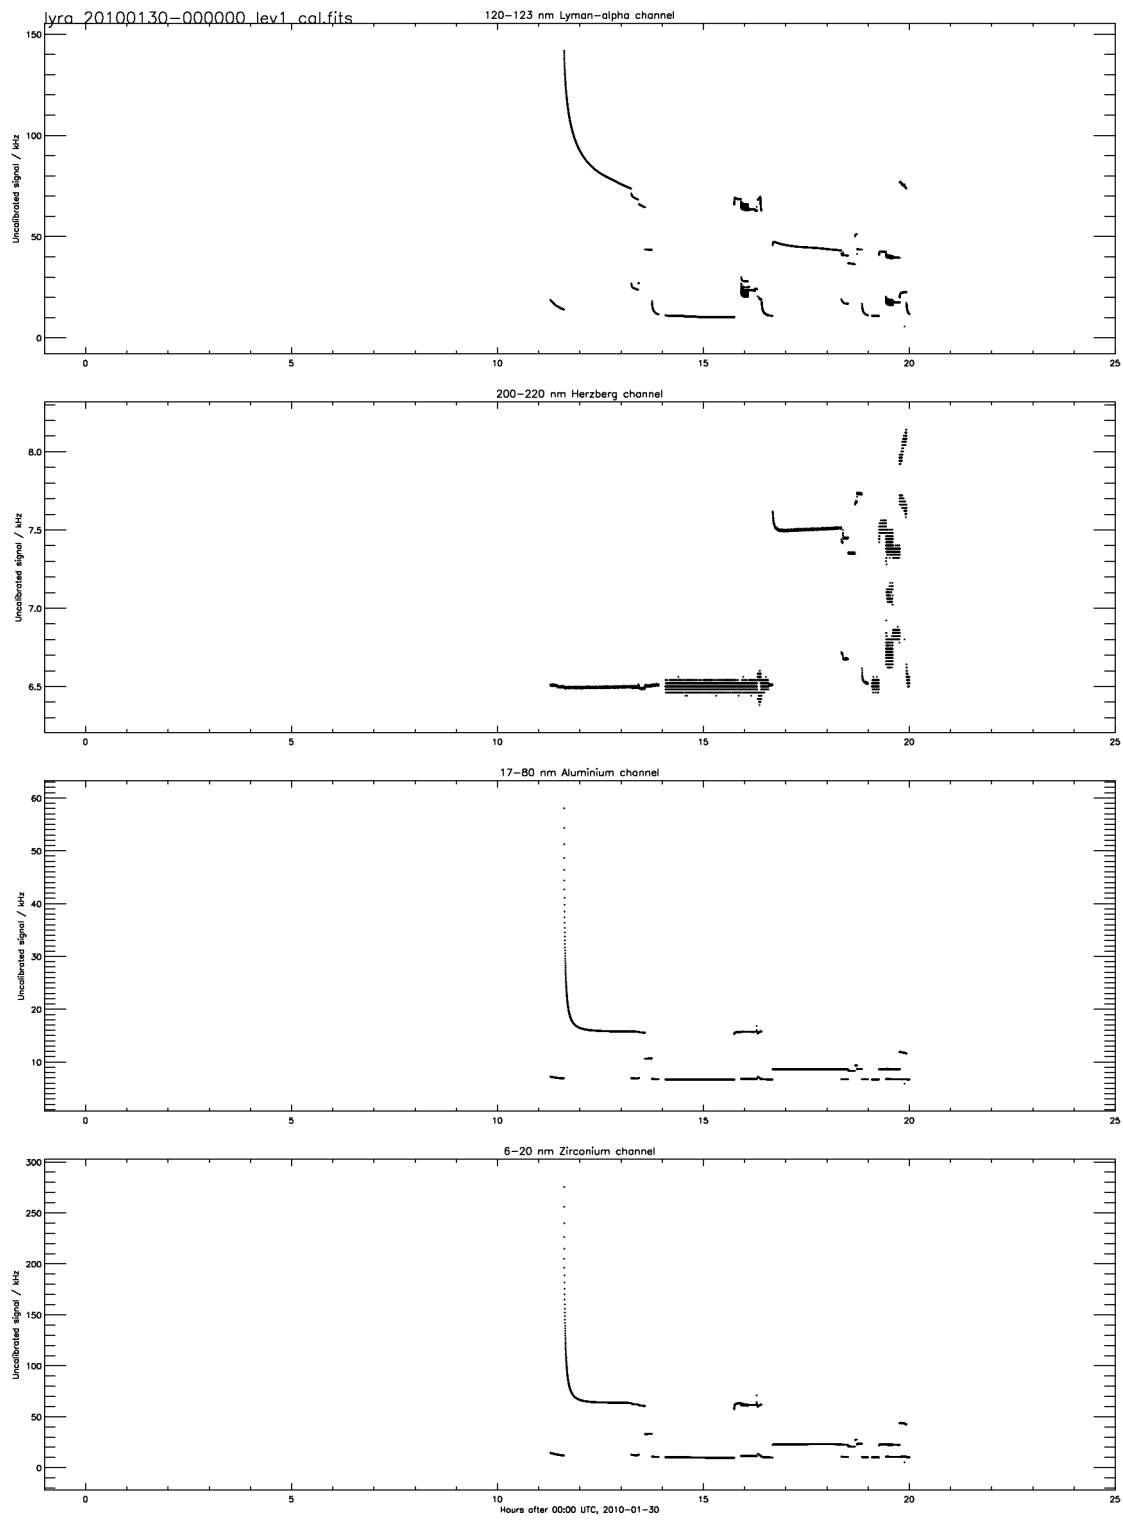 lyra_20100130-000000_lev1_cal.fits
120-123 nm Lyman-alpha channel
Uncalibrated signal / kHz
150
100
50
0
0 5 10 15 20 25
200-220 nm Herzberg channel
Uncalibrated signal / kHz
8.0
7.5
7.0
6.5
0 5 10 15 20 25
17-80 nm Aluminium channel
Uncalibrated signal / kHz
60
50
40
30
20
10
0 5 10 15 20 25
6-20 nm Zirconium channel
Uncalibrated signal / kHz
300
250
200
150
100
50
0
0 5 10 15 20 25
Hours after 00:00 UTC, 2010-01-30